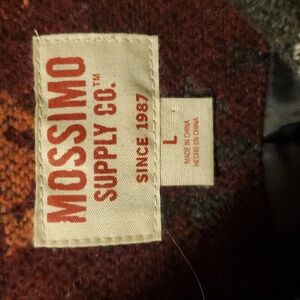 MOSSIMO
SUPPLY CO.™
SINCE 1987
L
MADE IN CHINA
HECHO EN CHINA